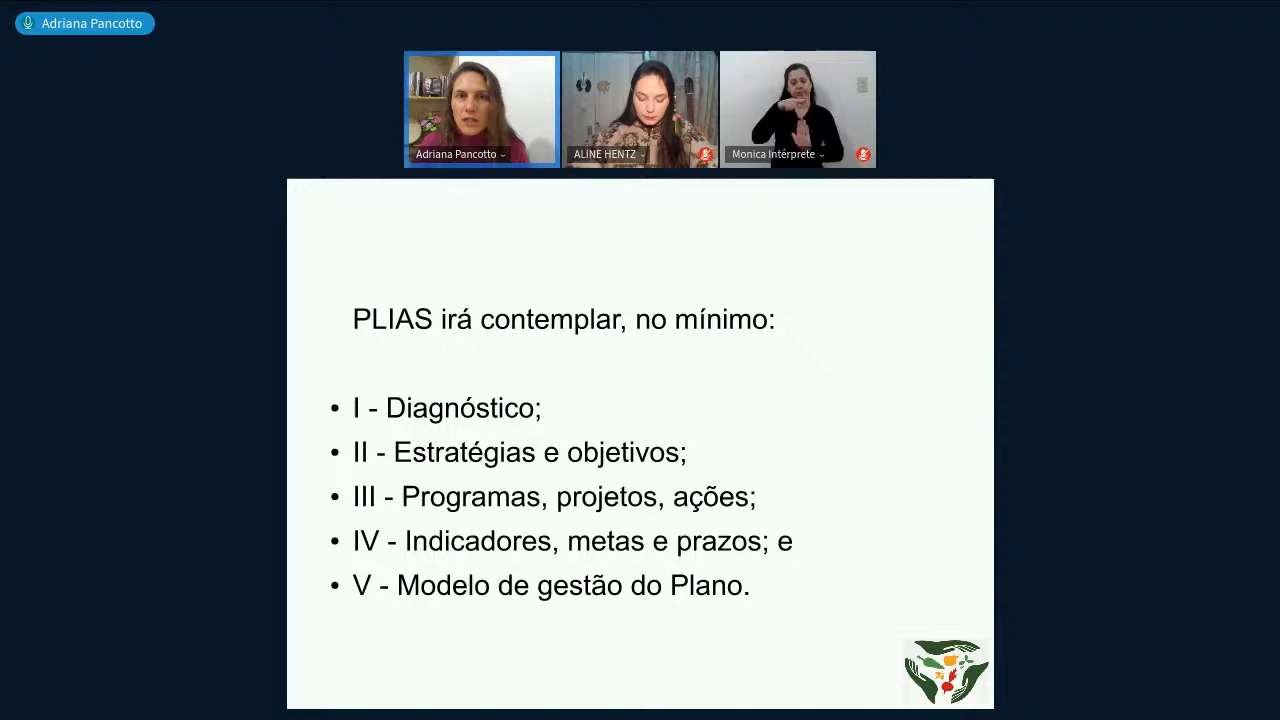 Adriana Pancotto
Adriana Pancotto
ALINE HENTZ
Monica Intérprete
PLIAS irá contemplar, no mínimo:
• I - Diagnóstico;
• II - Estratégias e objetivos;
• III - Programas, projetos, ações;
• IV - Indicadores, metas e prazos; e
• V - Modelo de gestão do Plano.